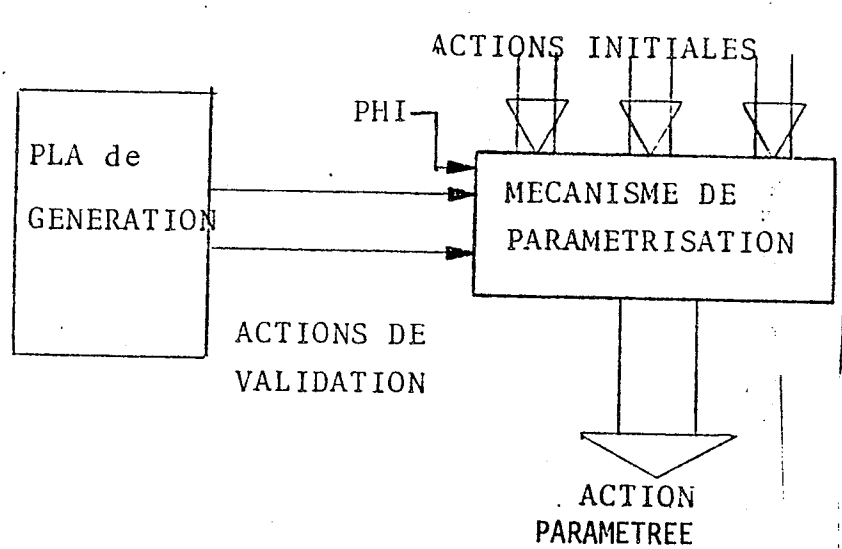 ACTIONS INITIALES
PHI
PLA de
GENERATION
MECANISME DE
PARAMETRISATION
ACTIONS DE
VALIDATION
ACTION
PARAMETREE